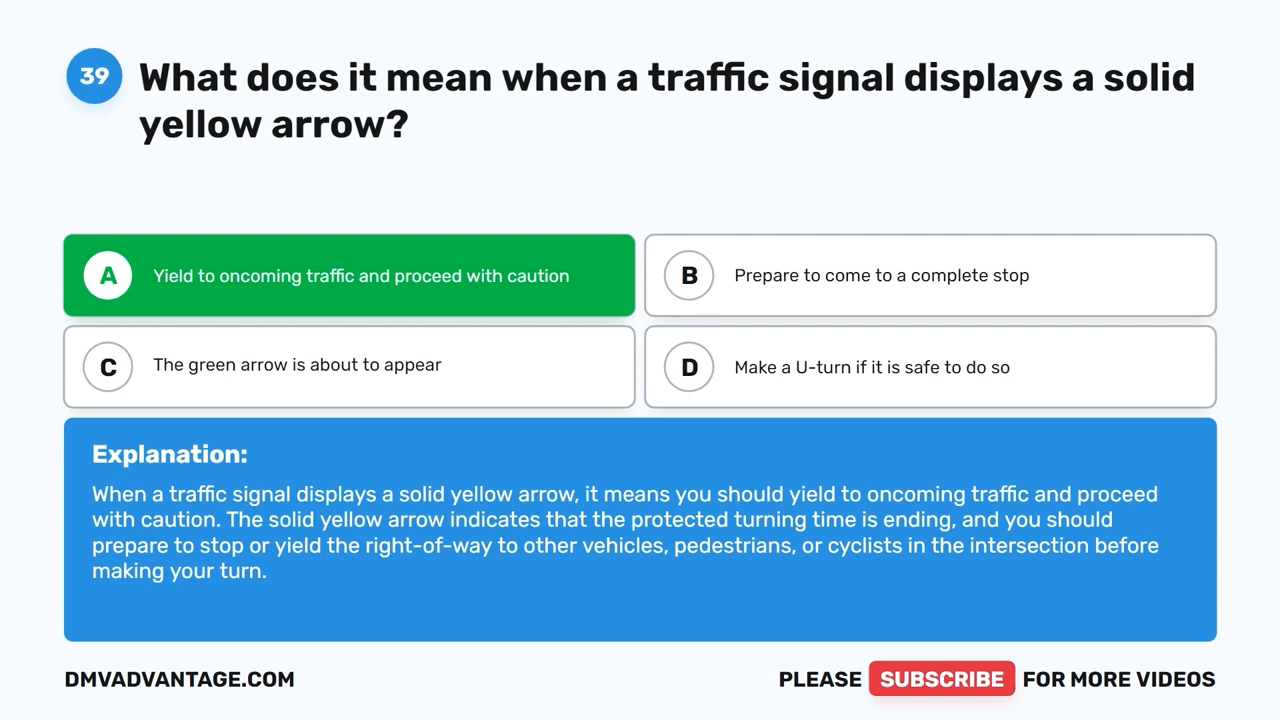 39
What does it mean when a traffic signal displays a solid
yellow arrow?
A Yield to oncoming traffic and proceed with caution
B Prepare to come to a complete stop
C The green arrow is about to appear
D Make a U-turn if it is safe to do so
Explanation:
When a traffic signal displays a solid yellow arrow, it means you should yield to oncoming traffic and proceed
with caution. The solid yellow arrow indicates that the protected turning time is ending, and you should
prepare to stop or yield the right-of-way to other vehicles, pedestrians, or cyclists in the intersection before
making your turn.
DMVADVANTAGE.COM
PLEASE SUBSCRIBE FOR MORE VIDEOS